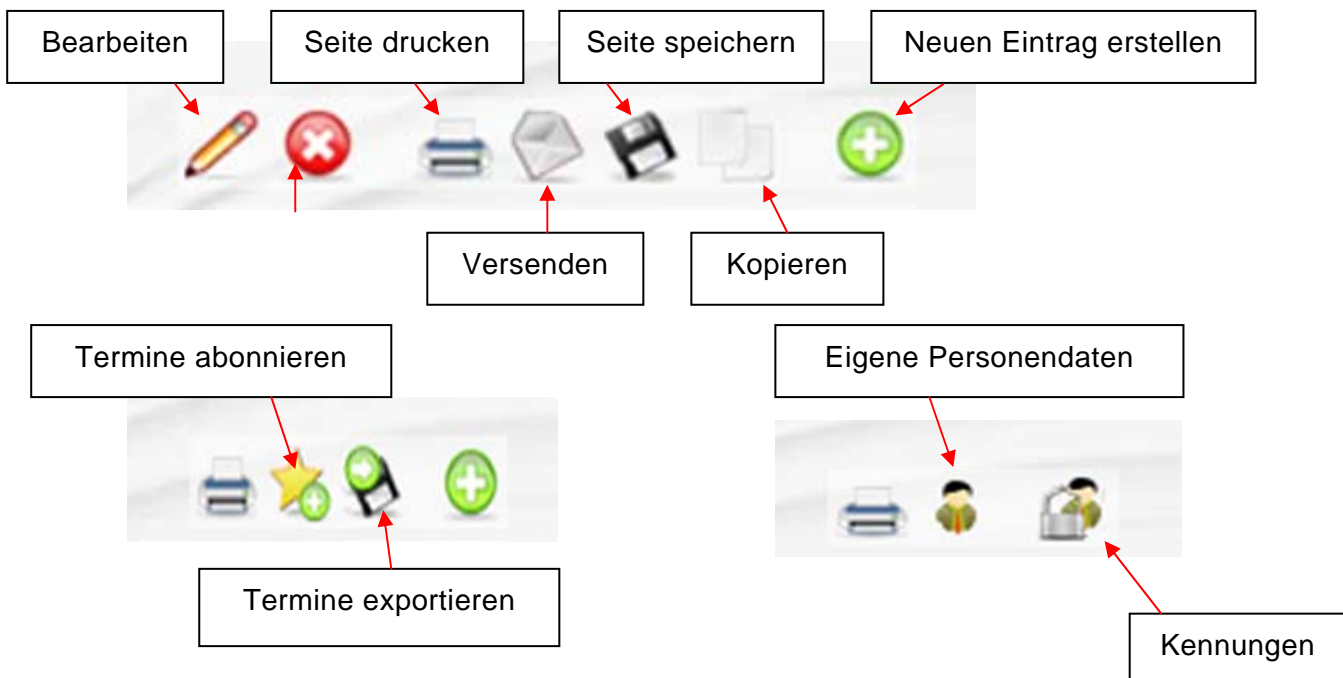 Bearbeiten
Seite drucken
Seite speichern
Neuen Eintrag erstellen
Versenden
Kopieren
Termine abonnieren
Eigene Personendaten
Termine exportieren
Kennungen